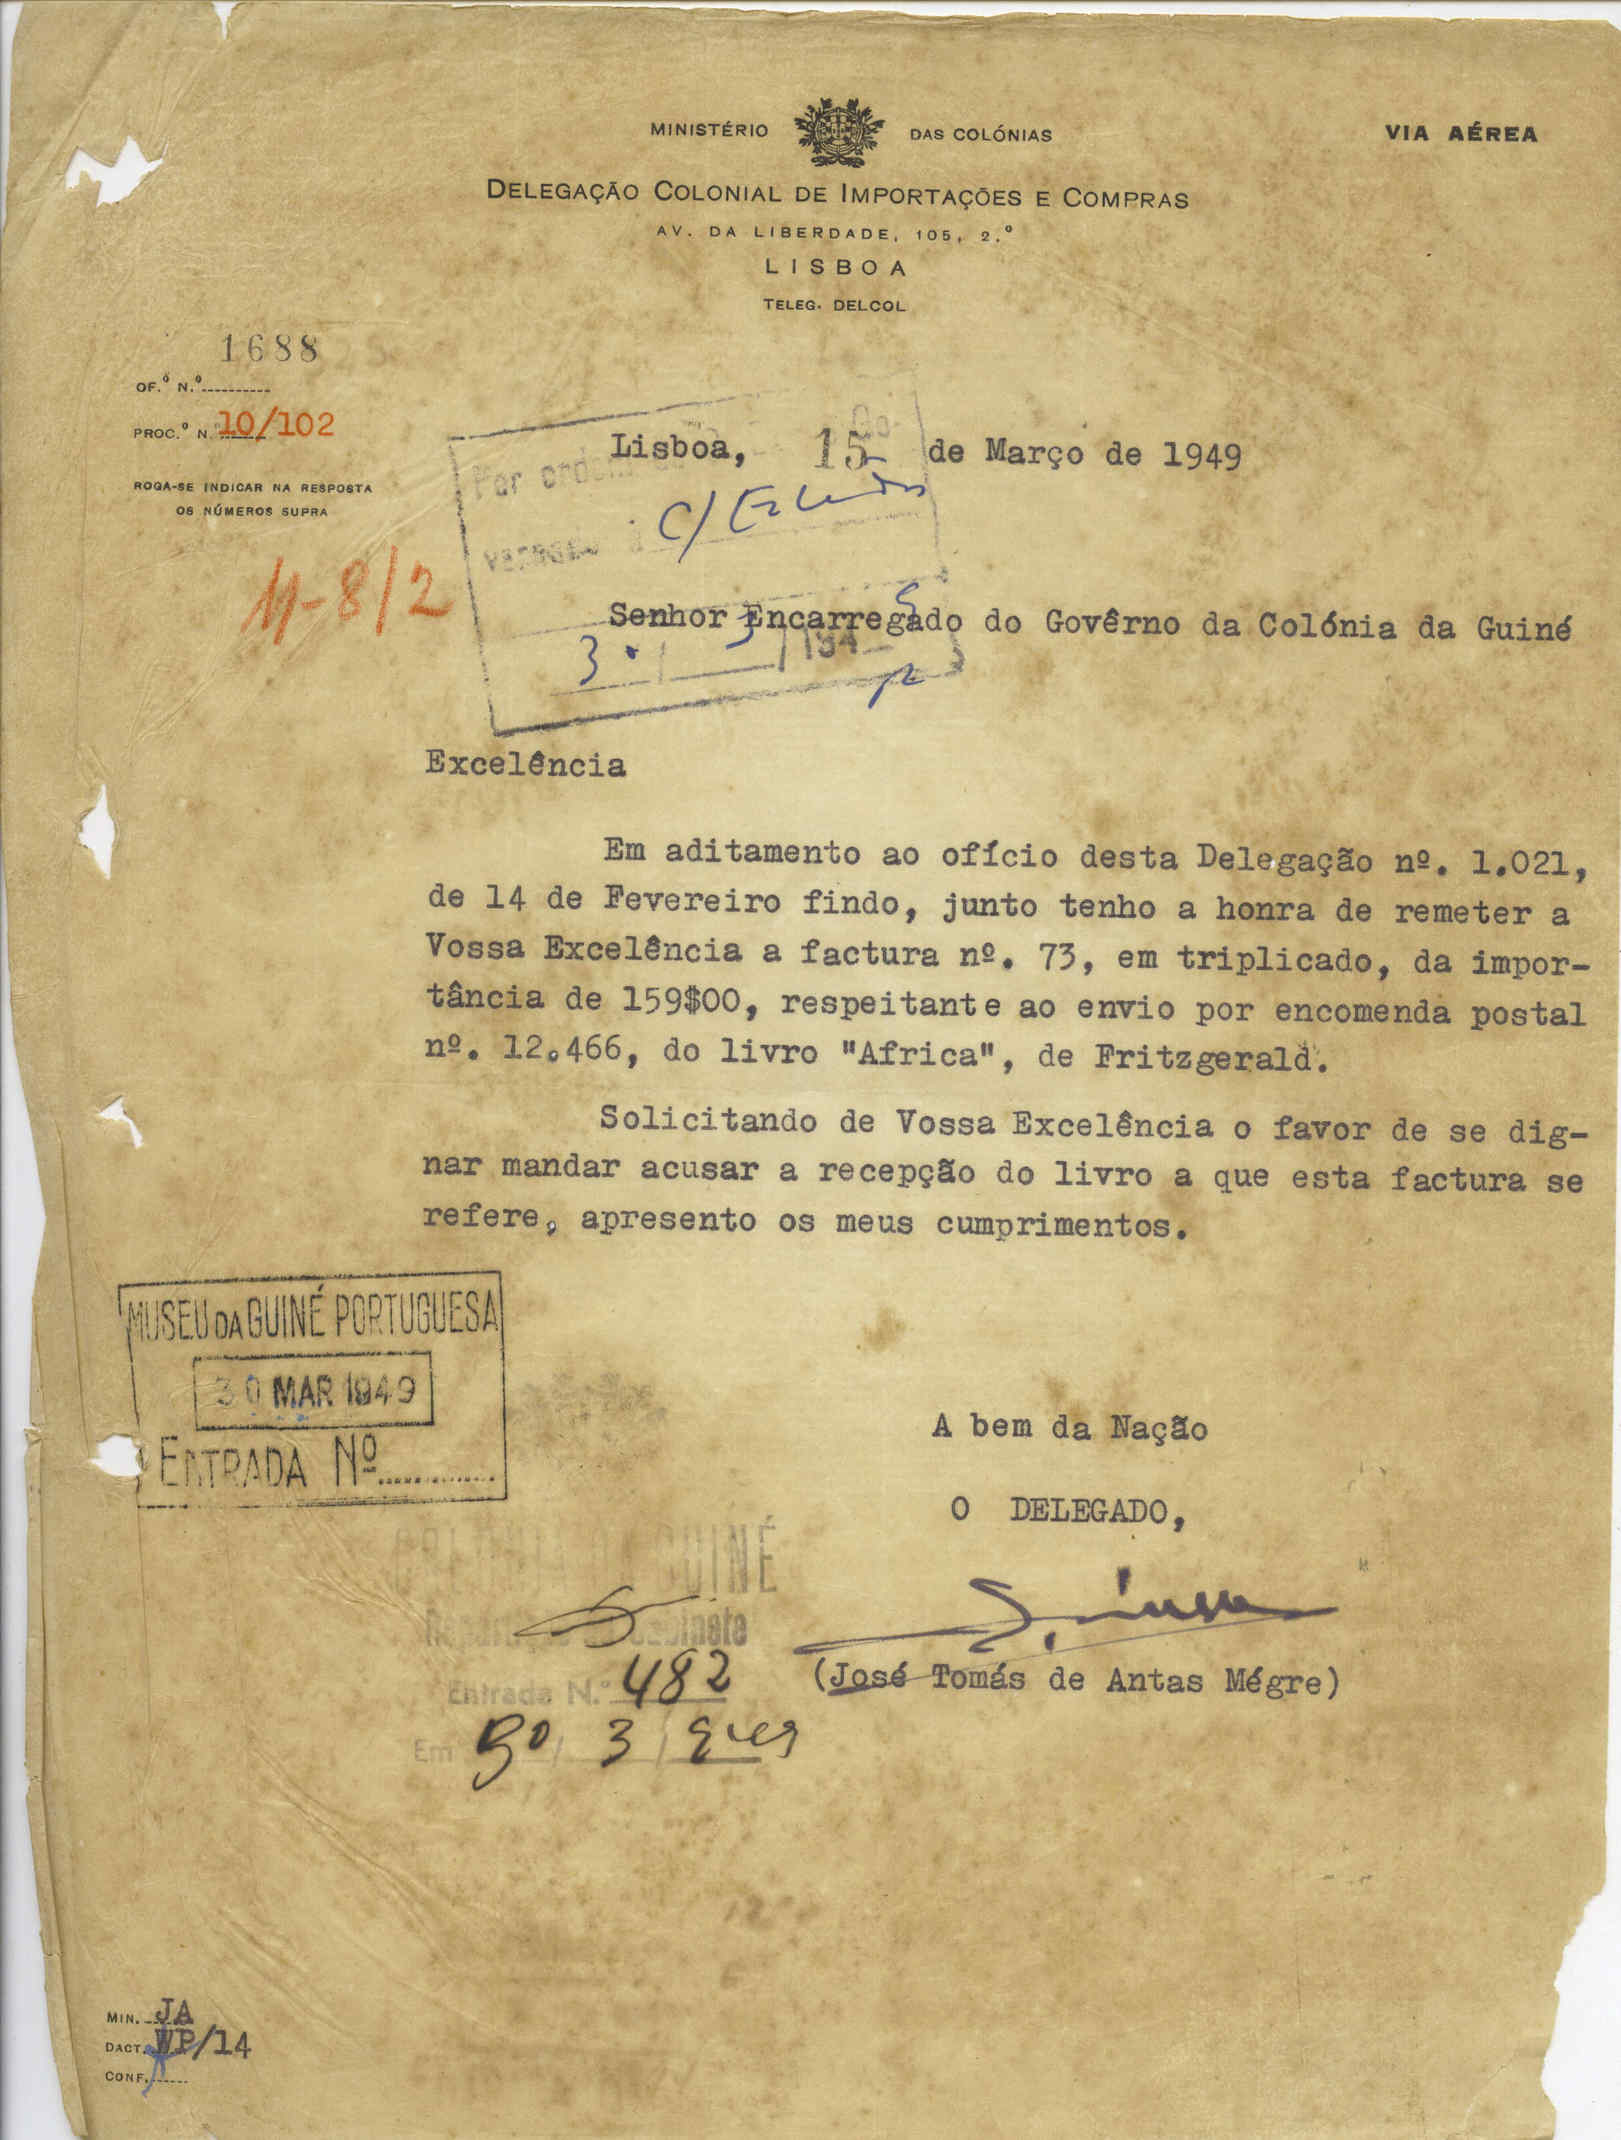 MINISTÉRIO DAS COLÓNIAS
VIA AÉREA
DELEGAÇÃO COLONIAL DE IMPORTAÇÕES E COMPRAS
AV. DA LIBERDADE, 105, 2.º
LISBOA
TELEG. DELCOL
1688
OF.º N.º
PROC.º N. 10/102
ROGA-SE INDICAR NA RESPOSTA
OS NÚMEROS SUPRA
Lisboa, 15 de Março de 1949
Por
C/
11-8/2
Senhor Encarregado do Govêrno da Colónia da Guiné
Excelência
Em aditamento ao ofício desta Delegação nº. 1.021,
de 14 de Fevereiro findo, junto tenho a honra de remeter a
Vossa Excelência a factura nº. 73, em triplicado, da impor-
tância de 159$00, respeitante ao envio por encomenda postal
nº. 12.466, do livro "Africa", de Fritzgerald.
Solicitando de Vossa Excelência o favor de se dig-
nar mandar acusar a recepção do livro a que esta factura se
refere, apresento os meus cumprimentos.
MUSEU DA GUINÉ PORTUGUESA
30 MAR 1949
ENTRADA Nº
A bem da Nação
O DELEGADO,
(José Tomás de Antas Mégre)
GUINÉ
Entrada N.º 482
Em 30 / 3 /
MIN. JA
DACT. WP/14
CONF.